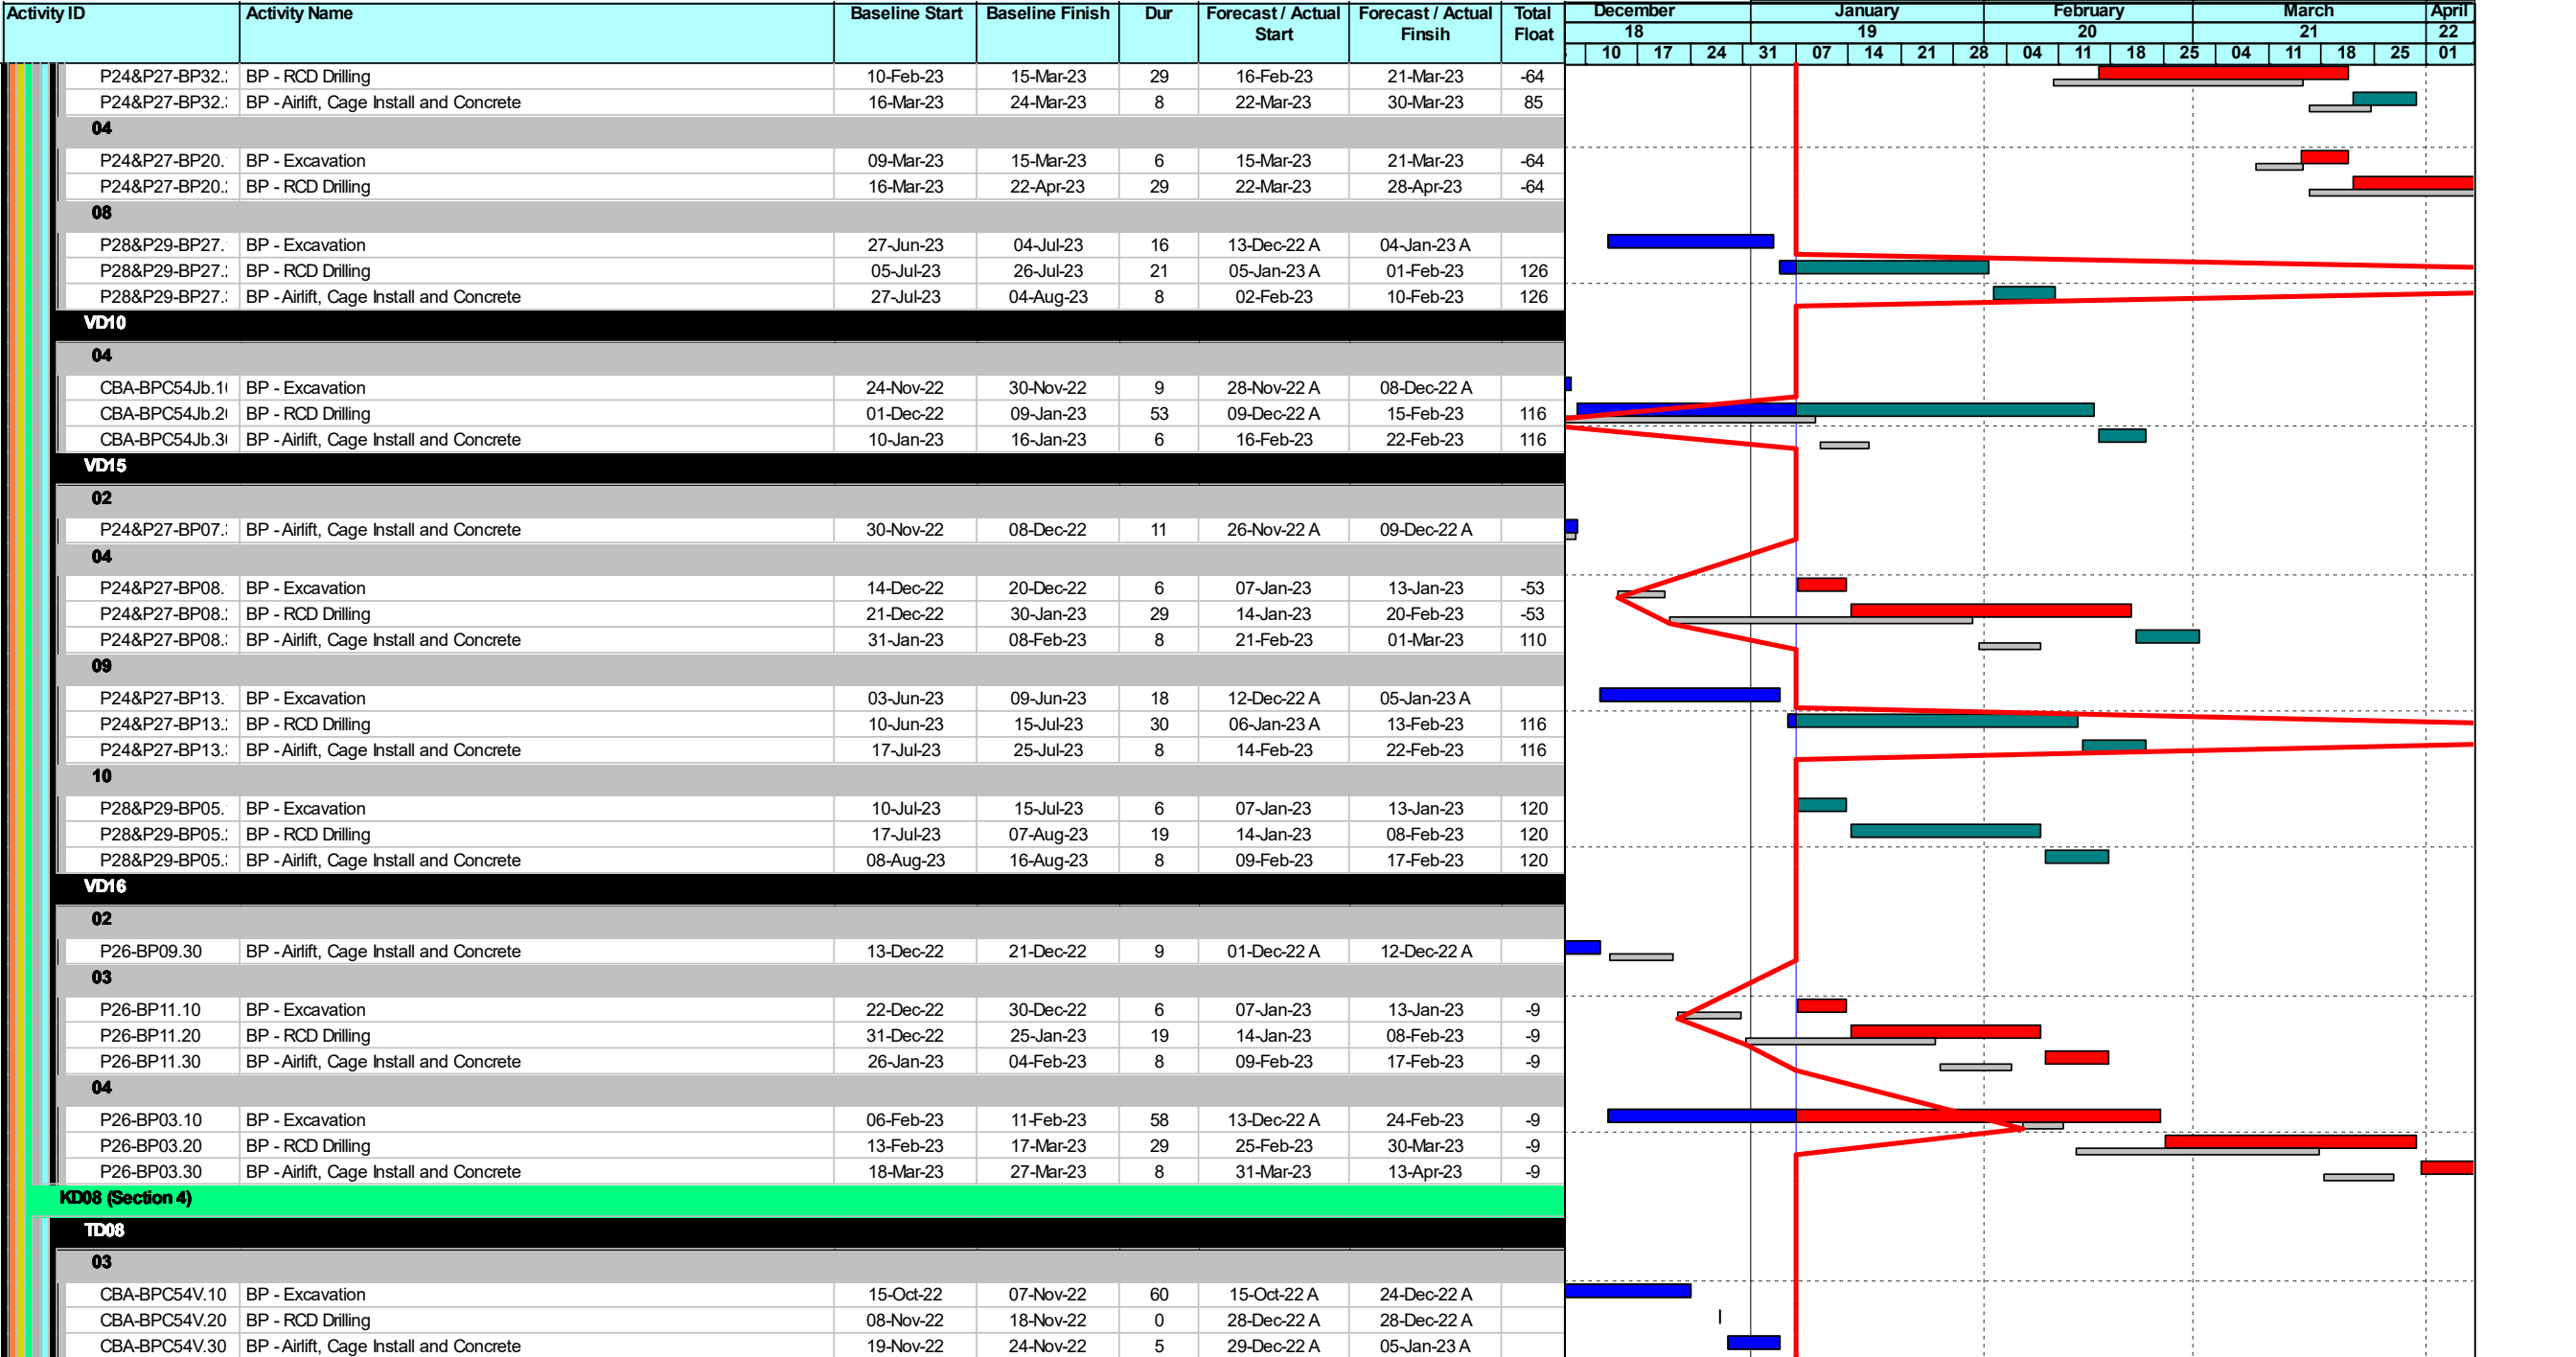 Activity ID Activity Name Baseline Start Baseline Finish Dur Forecast / Actual Start Forecast / Actual Finsih Total Float
December January February March April
18 19 20 21 22
10 17 24 31 07 14 21 28 04 11 18 25 04 11 18 25 01
P24&P27-BP32. BP - RCD Drilling 10-Feb-23 15-Mar-23 29 16-Feb-23 21-Mar-23 -64
P24&P27-BP32. BP - Airlift, Cage Install and Concrete 16-Mar-23 24-Mar-23 8 22-Mar-23 30-Mar-23 85
04
P24&P27-BP20. BP - Excavation 09-Mar-23 15-Mar-23 6 15-Mar-23 21-Mar-23 -64
P24&P27-BP20. BP - RCD Drilling 16-Mar-23 22-Apr-23 29 22-Mar-23 28-Apr-23 -64
08
P28&P29-BP27. BP - Excavation 27-Jun-23 04-Jul-23 16 13-Dec-22 A 04-Jan-23 A
P28&P29-BP27. BP - RCD Drilling 05-Jul-23 26-Jul-23 21 05-Jan-23 A 01-Feb-23 126
P28&P29-BP27. BP - Airlift, Cage Install and Concrete 27-Jul-23 04-Aug-23 8 02-Feb-23 10-Feb-23 126
VD10
04
CBA-BPC54Jb.1 BP - Excavation 24-Nov-22 30-Nov-22 9 28-Nov-22 A 08-Dec-22 A
CBA-BPC54Jb.2 BP - RCD Drilling 01-Dec-22 09-Jan-23 53 09-Dec-22 A 15-Feb-23 116
CBA-BPC54Jb.3 BP - Airlift, Cage Install and Concrete 10-Jan-23 16-Jan-23 6 16-Feb-23 22-Feb-23 116
VD15
02
P24&P27-BP07. BP - Airlift, Cage Install and Concrete 30-Nov-22 08-Dec-22 11 26-Nov-22 A 09-Dec-22 A
04
P24&P27-BP08. BP - Excavation 14-Dec-22 20-Dec-22 6 07-Jan-23 13-Jan-23 -53
P24&P27-BP08. BP - RCD Drilling 21-Dec-22 30-Jan-23 29 14-Jan-23 20-Feb-23 -53
P24&P27-BP08. BP - Airlift, Cage Install and Concrete 31-Jan-23 08-Feb-23 8 21-Feb-23 01-Mar-23 110
09
P24&P27-BP13. BP - Excavation 03-Jun-23 09-Jun-23 18 12-Dec-22 A 05-Jan-23 A
P24&P27-BP13. BP - RCD Drilling 10-Jun-23 15-Jul-23 30 06-Jan-23 A 13-Feb-23 116
P24&P27-BP13. BP - Airlift, Cage Install and Concrete 17-Jul-23 25-Jul-23 8 14-Feb-23 22-Feb-23 116
10
P28&P29-BP05. BP - Excavation 10-Jul-23 15-Jul-23 6 07-Jan-23 13-Jan-23 120
P28&P29-BP05. BP - RCD Drilling 17-Jul-23 07-Aug-23 19 14-Jan-23 08-Feb-23 120
P28&P29-BP05. BP - Airlift, Cage Install and Concrete 08-Aug-23 16-Aug-23 8 09-Feb-23 17-Feb-23 120
VD16
02
P26-BP09.30 BP - Airlift, Cage Install and Concrete 13-Dec-22 21-Dec-22 9 01-Dec-22 A 12-Dec-22 A
03
P26-BP11.10 BP - Excavation 22-Dec-22 30-Dec-22 6 07-Jan-23 13-Jan-23 -9
P26-BP11.20 BP - RCD Drilling 31-Dec-22 25-Jan-23 19 14-Jan-23 08-Feb-23 -9
P26-BP11.30 BP - Airlift, Cage Install and Concrete 26-Jan-23 04-Feb-23 8 09-Feb-23 17-Feb-23 -9
04
P26-BP03.10 BP - Excavation 06-Feb-23 11-Feb-23 58 13-Dec-22 A 24-Feb-23 -9
P26-BP03.20 BP - RCD Drilling 13-Feb-23 17-Mar-23 29 25-Feb-23 30-Mar-23 -9
P26-BP03.30 BP - Airlift, Cage Install and Concrete 18-Mar-23 27-Mar-23 8 31-Mar-23 13-Apr-23 -9
KD08 (Section 4)
TD08
03
CBA-BPC54V.10 BP - Excavation 15-Oct-22 07-Nov-22 60 15-Oct-22 A 24-Dec-22 A
CBA-BPC54V.20 BP - RCD Drilling 08-Nov-22 18-Nov-22 0 28-Dec-22 A 28-Dec-22 A
CBA-BPC54V.30 BP - Airlift, Cage Install and Concrete 19-Nov-22 24-Nov-22 5 29-Dec-22 A 05-Jan-23 A